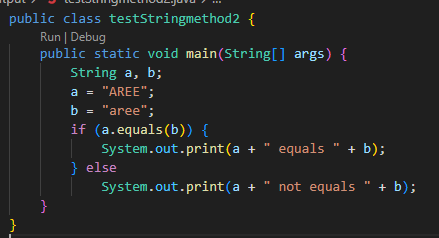 public class testStringmethod2 {
Run | Debug
public static void main(String[] args) {
String a, b;
a = "AREE";
b = "aree";
if (a.equals(b)) {
System.out.print(a + " equals " + b);
} else
System.out.print(a + " not equals " + b);
}
}